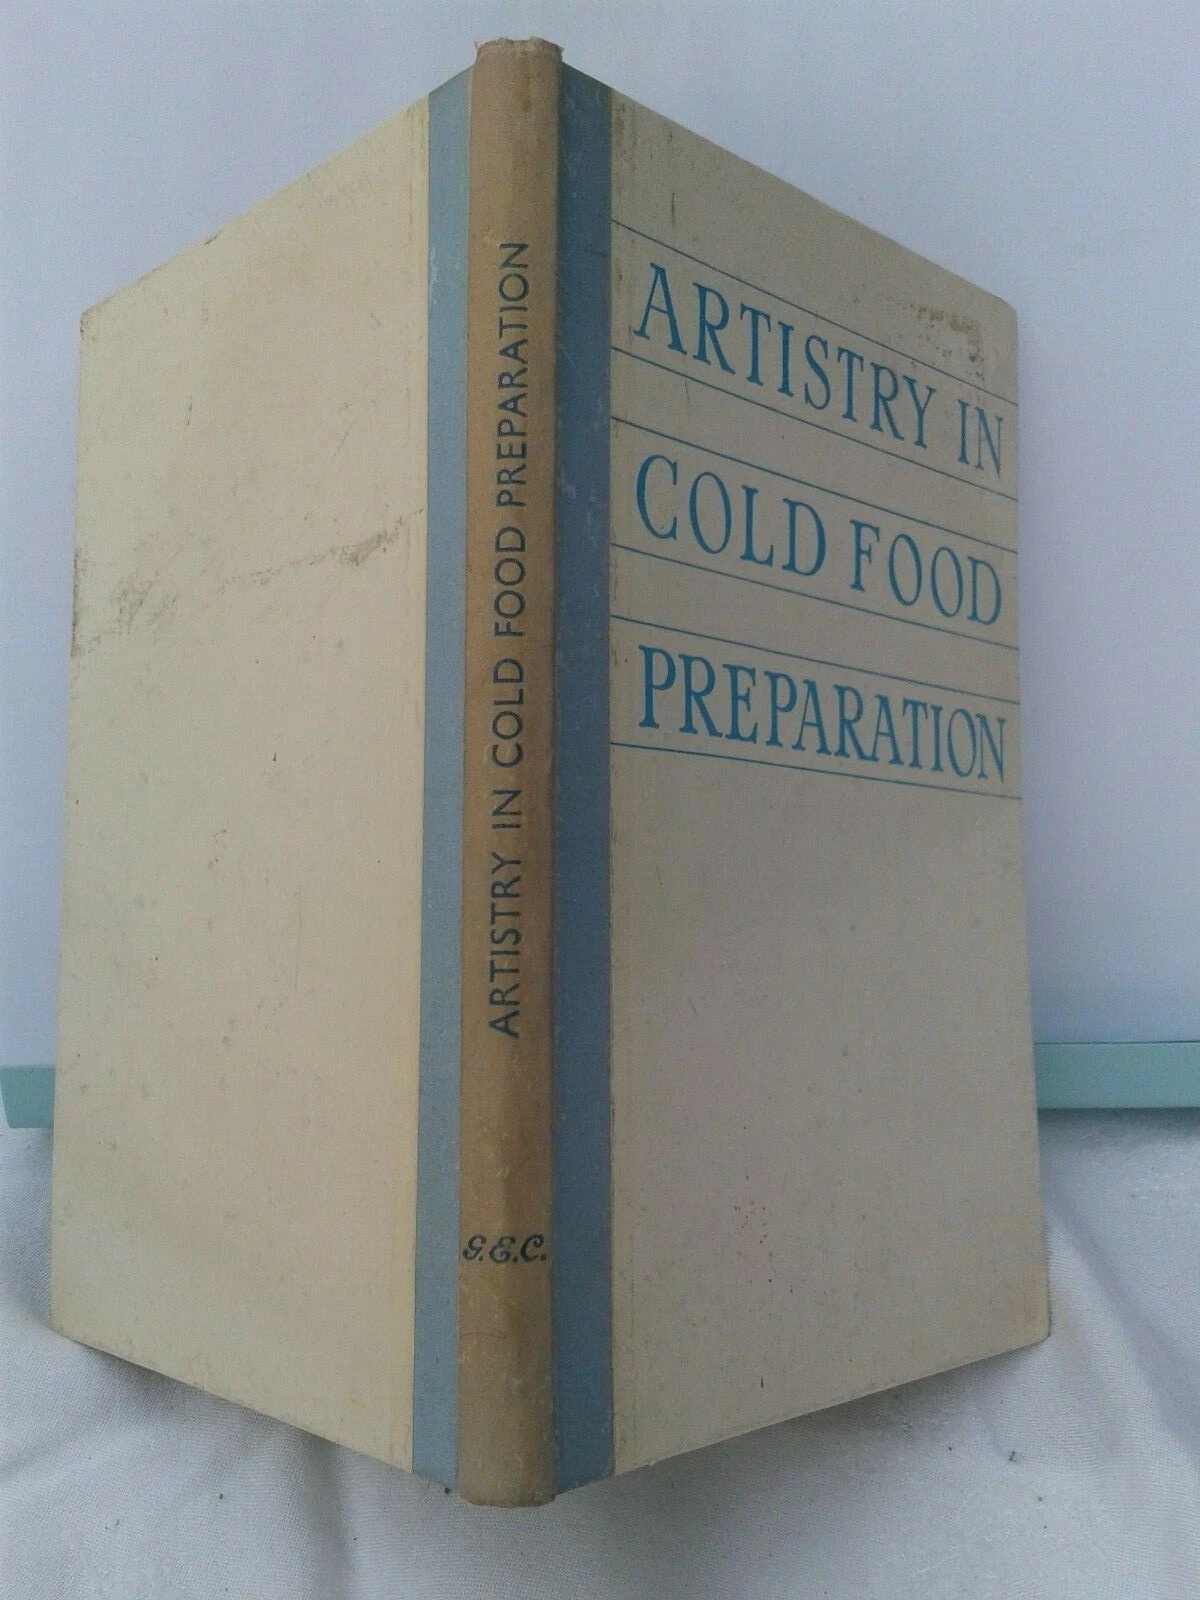 ARTISTRY IN COLD FOOD PREPARATION
G.E.C.
ARTISTRY IN
COLD FOOD
PREPARATION